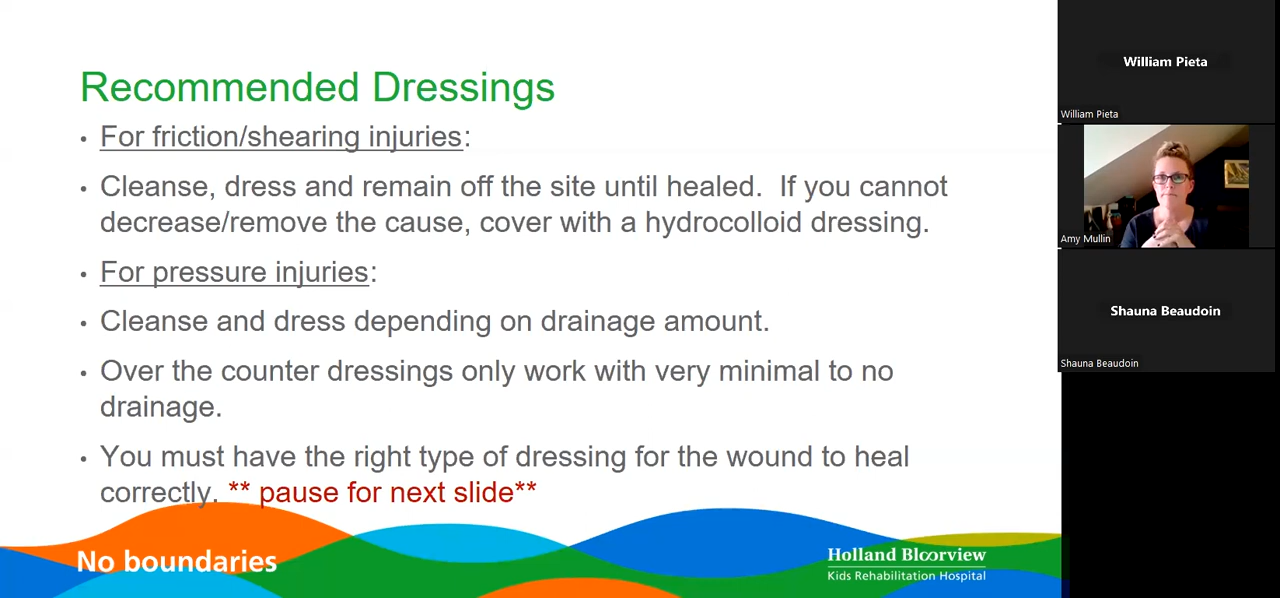 Recommended Dressings
• For friction/shearing injuries:
• Cleanse, dress and remain off the site until healed.  If you cannot
decrease/remove the cause, cover with a hydrocolloid dressing.
• For pressure injuries:
• Cleanse and dress depending on drainage amount.
• Over the counter dressings only work with very minimal to no
drainage.
• You must have the right type of dressing for the wound to heal
correctly. ** pause for next slide**
No boundaries
Holland Bloorview
Kids Rehabilitation Hospital
William Pieta
William Pieta
Amy Mullin
Shauna Beaudoin
Shauna Beaudoin